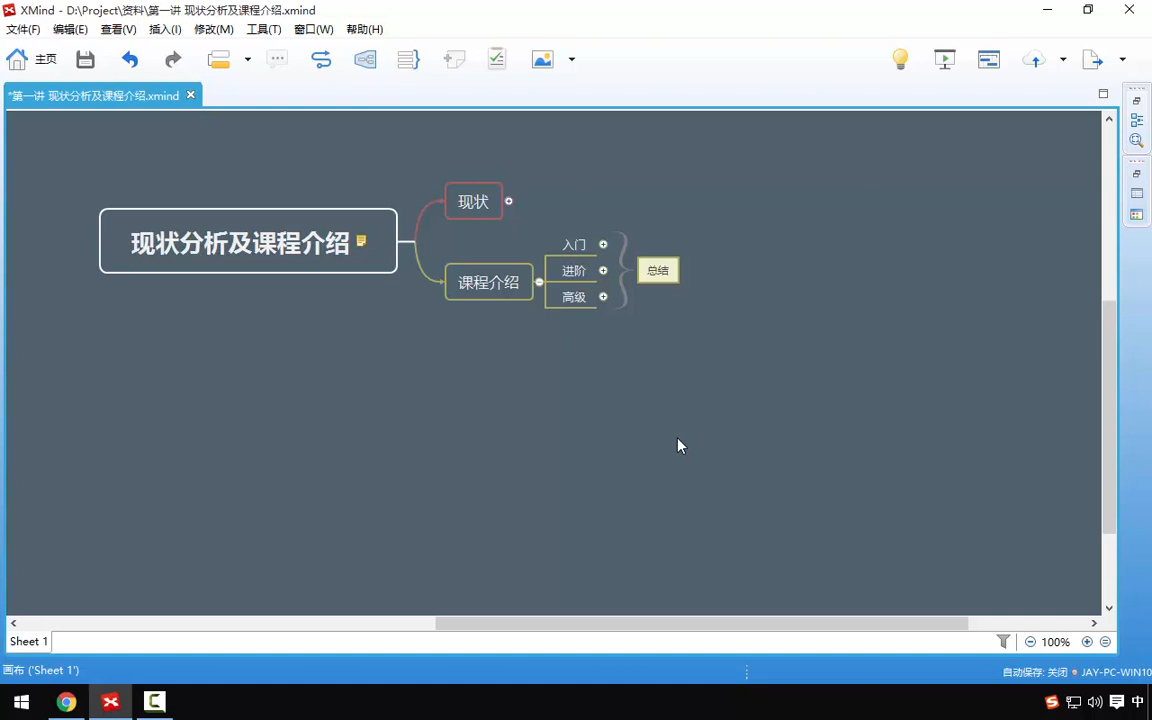 XMind - D:\Project\资料\第一讲 现状分析及课程介绍.xmind
文件(F) 编辑(E) 查看(V) 插入(I) 修改(M) 工具(T) 窗口(W) 帮助(H)
主页
*第一讲 现状分析及课程介绍.xmind
现状
现状分析及课程介绍
入门
课程介绍
进阶
总结
高级
Sheet 1
100%
画布 ('Sheet 1')
自动保存: 关闭
JAY-PC-WIN10
中